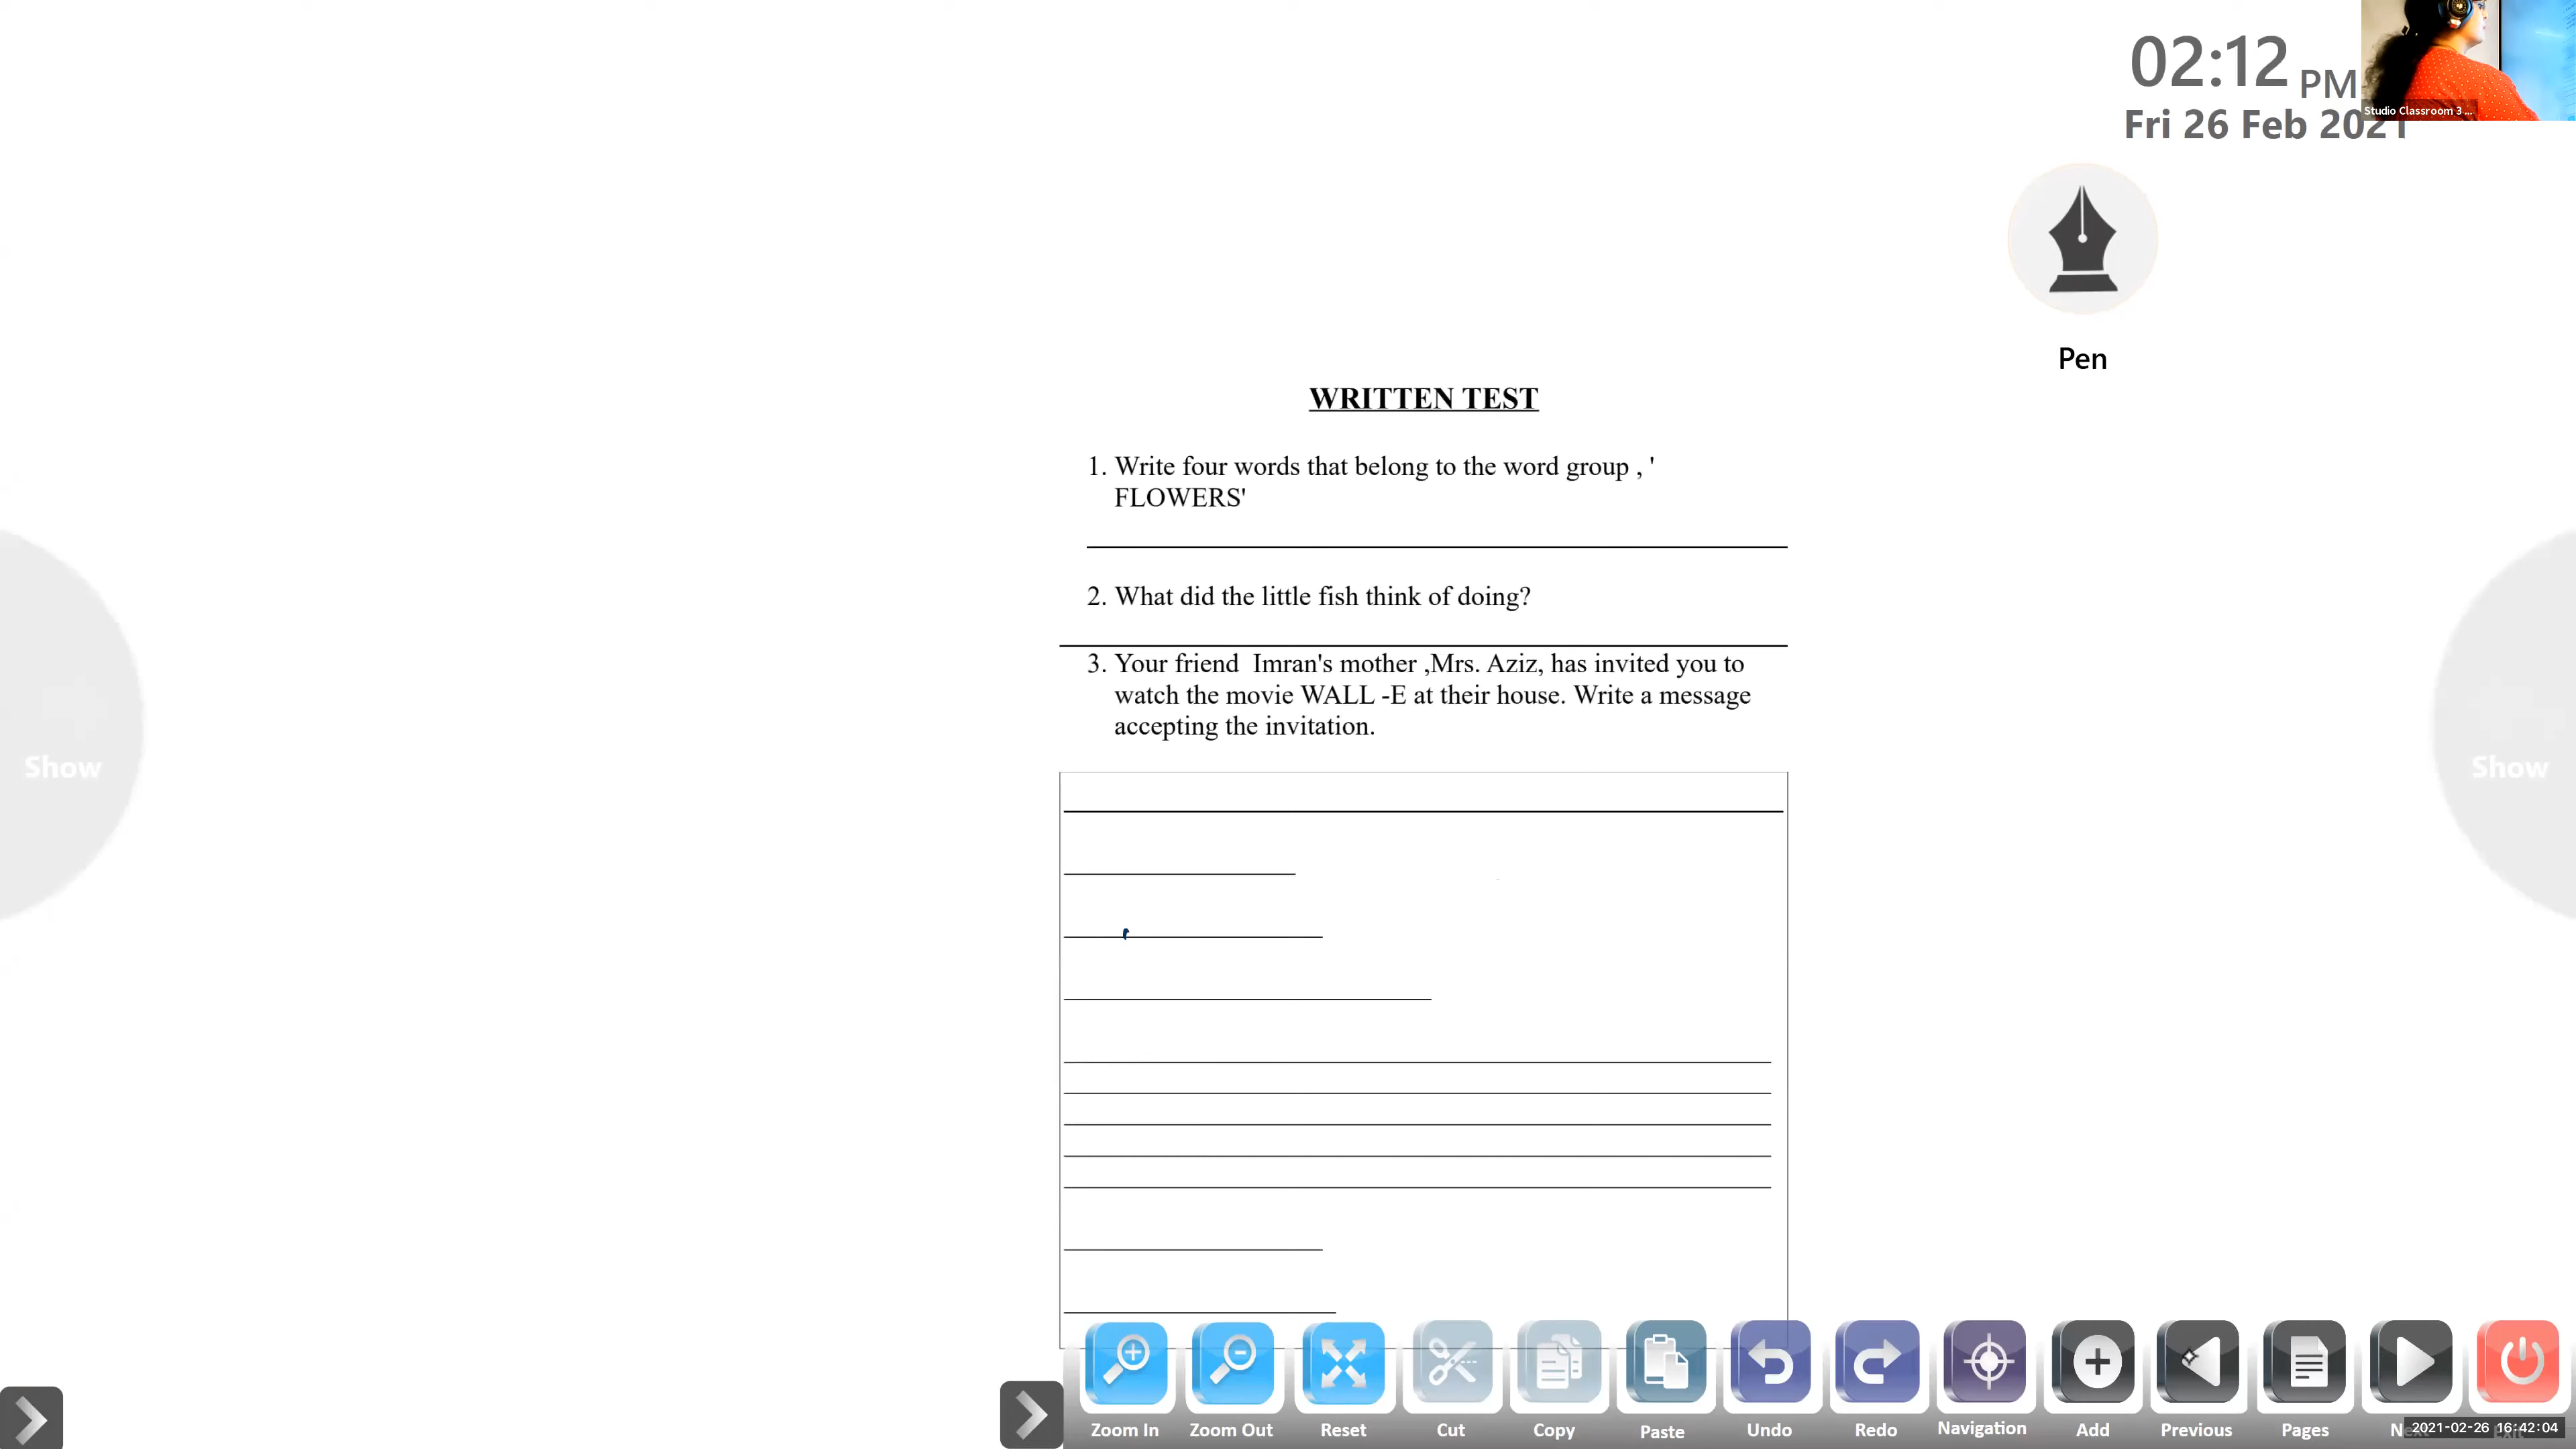 02:12 PM
Studio Classroom 3 ...
Fri 26 Feb 2021
Pen
WRITTEN TEST
1. Write four words that belong to the word group , '
FLOWERS'
2. What did the little fish think of doing?
3. Your friend Imran's mother ,Mrs. Aziz, has invited you to
watch the movie WALL -E at their house. Write a message
accepting the invitation.
Show
Show
Zoom In Zoom Out Reset Cut Copy Paste Undo Redo Navigation Add Previous Pages
2021-02-26 16:42:04